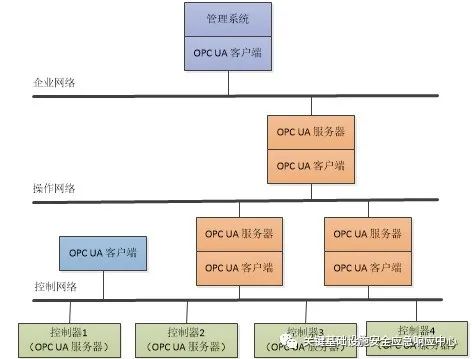 管理系统
OPC UA 客户端
企业网络
OPC UA 服务器
OPC UA 客户端
操作网络
OPC UA 服务器
OPC UA 客户端
OPC UA 服务器
OPC UA 客户端
OPC UA 客户端
控制网络
控制器1
（OPC UA 服务器）
控制器2
（OPC UA 服务器）
控制器3
（OPC UA 服务器）
控制器4
（OPC UA 服务器）
关键基础设施安全应急响应中心